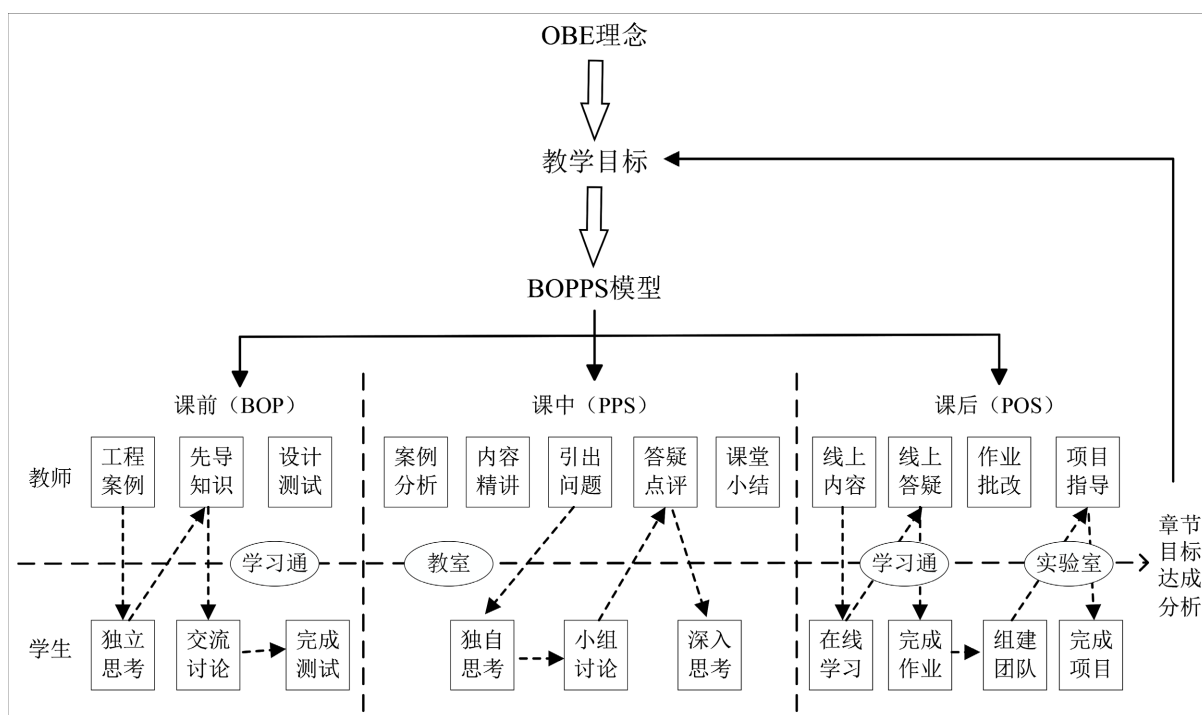 OBE理念
教学目标
BOPPS模型
课前（BOP）
课中（PPS）
课后（POS）
教师
工程
案例
先导
知识
设计
测试
案例
分析
内容
精讲
引出
问题
答疑
点评
课堂
小结
线上
内容
线上
答疑
作业
批改
项目
指导
学习通
教室
学习通
实验室
章节
目标
达成
分析
学生
独立
思考
交流
讨论
完成
测试
独自
思考
小组
讨论
深入
思考
在线
学习
完成
作业
组建
团队
完成
项目